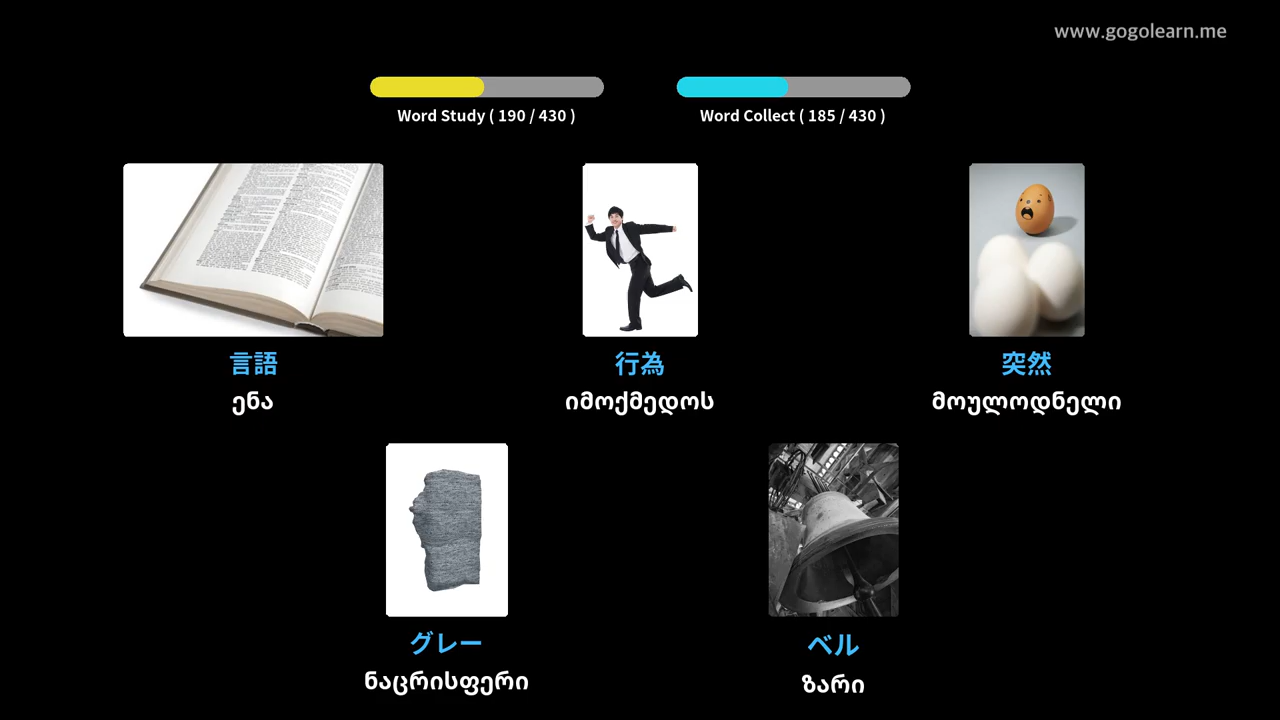 www.gogolearn.me
Word Study ( 190 / 430 )
Word Collect ( 185 / 430 )
言語
ენა
行為
იმოქმედოს
突然
მოულოდნელი
グレー
ნაცრისფერი
ベル
ზარი